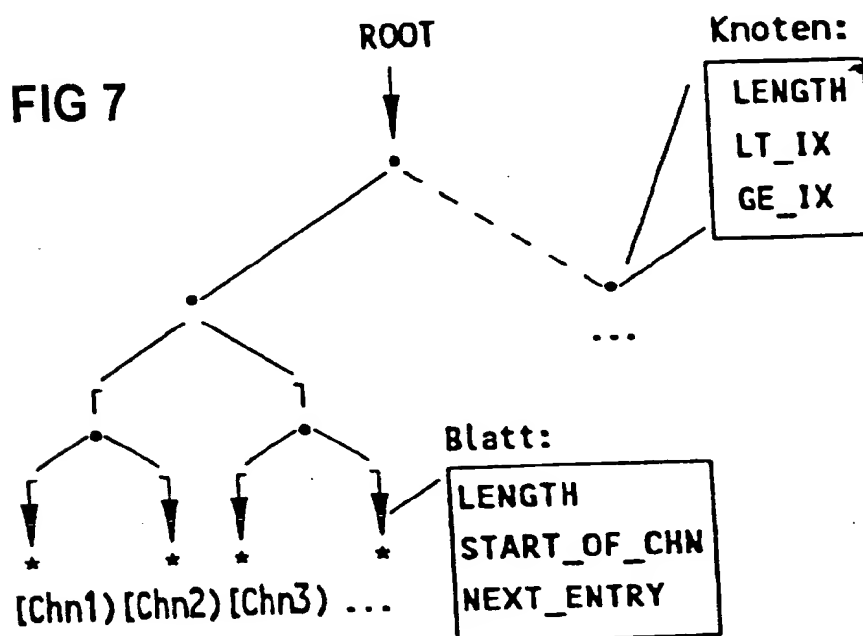 ROOT
Knoten:
FIG 7
LENGTH
LT_IX
GE_IX
...
Blatt:
LENGTH
START_OF_CHN
NEXT_ENTRY
* * * *
[Chn1) [Chn2) [Chn3) ...